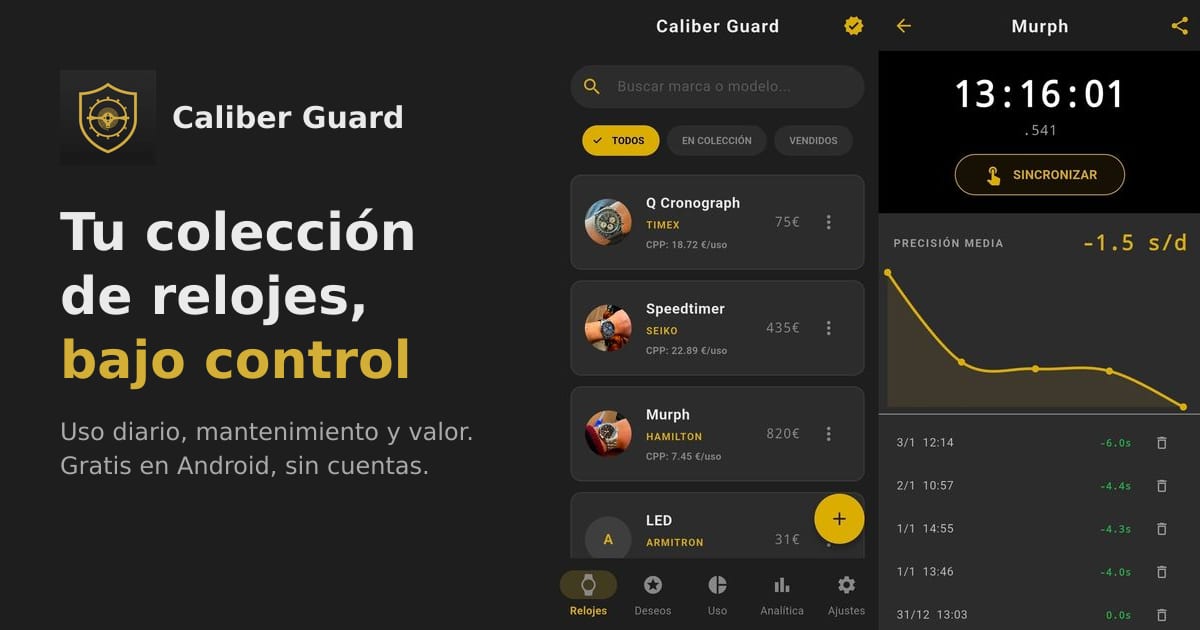 Caliber Guard
Tu colección
de relojes,
bajo control
Uso diario, mantenimiento y valor.
Gratis en Android, sin cuentas.
Caliber Guard
Buscar marca o modelo...
TODOS
EN COLECCIÓN
VENDIDOS
Q Cronograph
TIMEX
75€
CPP: 18.72 €/uso
Speedtimer
SEIKO
435€
CPP: 22.89 €/uso
Murph
HAMILTON
820€
CPP: 7.45 €/uso
A
LED
ARMITRON
31€
+
Relojes
Deseos
Uso
Analítica
Ajustes
Murph
13:16:01
.541
SINCRONIZAR
PRECISIÓN MEDIA
-1.5 s/d
3/1 12:14 -6.0s
2/1 10:57 -4.4s
1/1 14:55 -4.3s
1/1 13:46 -4.0s
31/12 13:03 0.0s